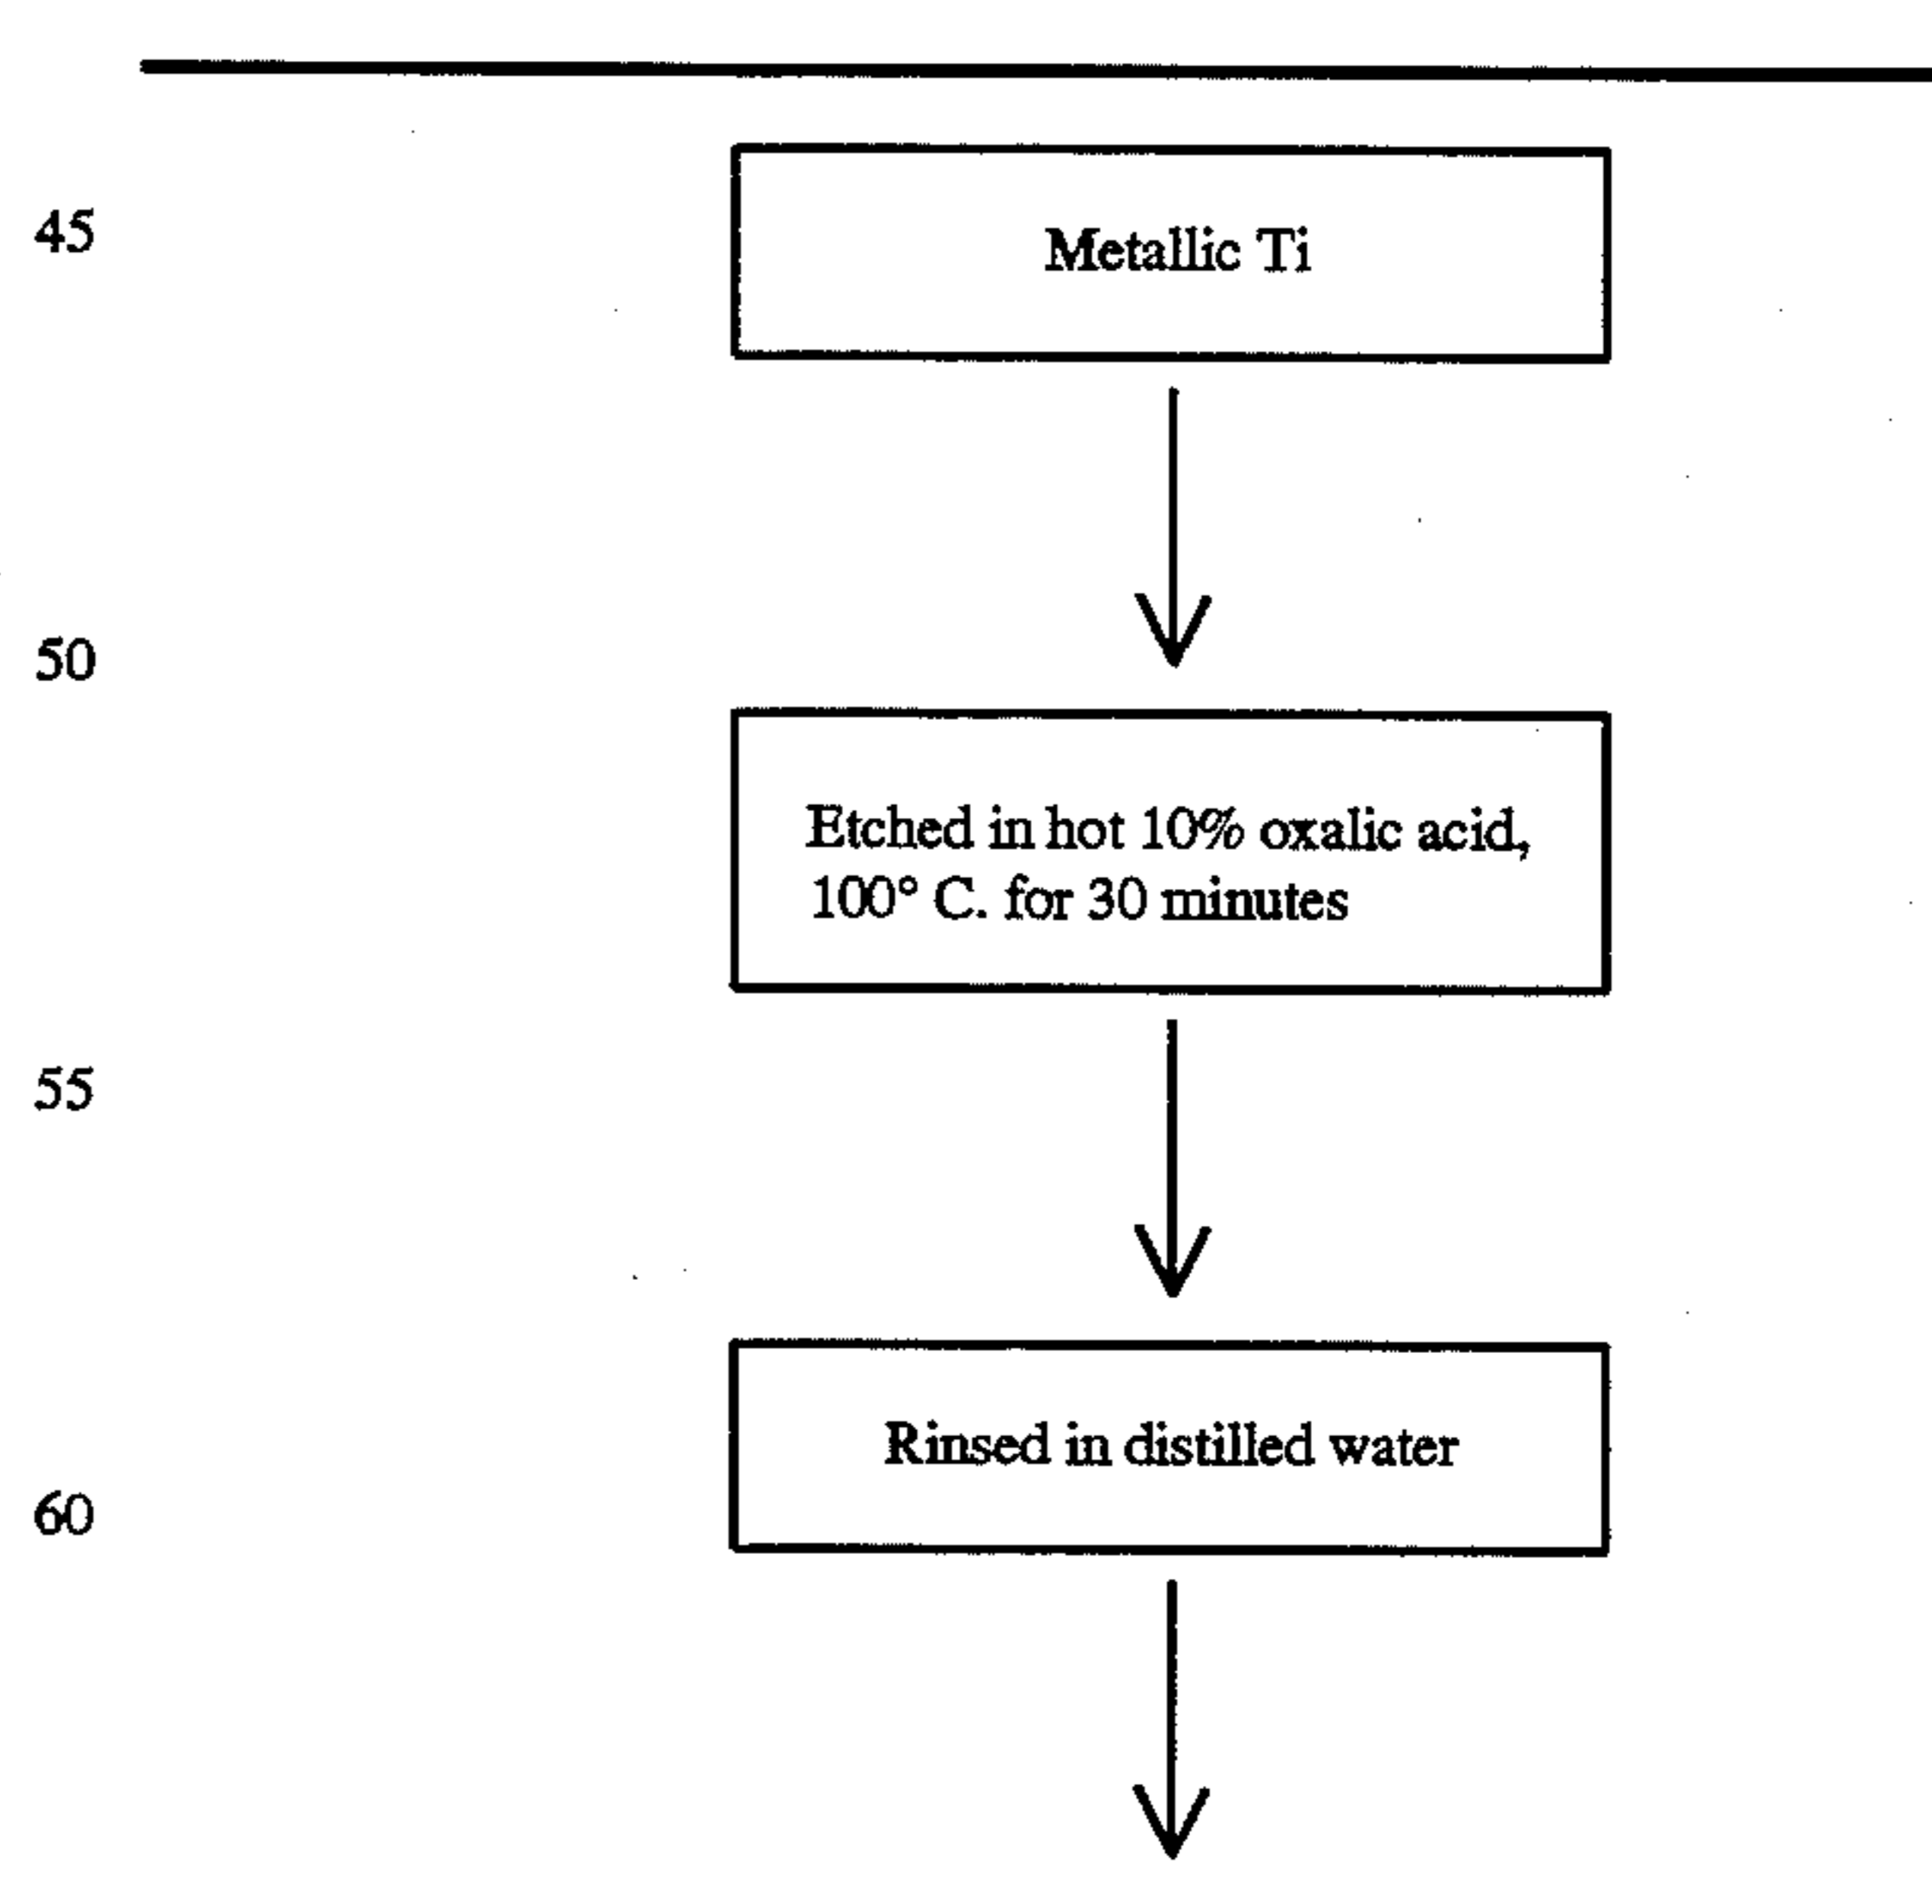 45
Metallic Ti
50
Etched in hot 10% oxalic acid,
100° C. for 30 minutes
55
Rinsed in distilled water
60